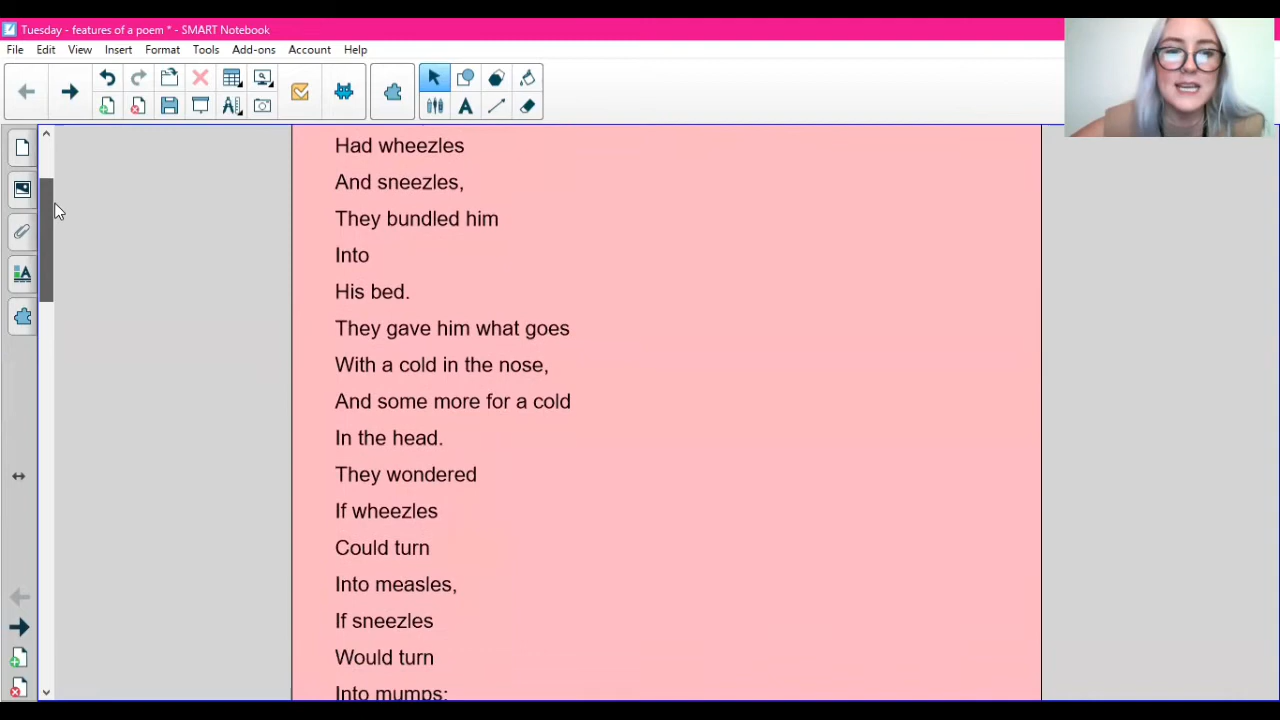 Tuesday - features of a poem * - SMART Notebook
File Edit View Insert Format Tools Add-ons Account Help
Had wheezles
And sneezles,
They bundled him
Into
His bed.
They gave him what goes
With a cold in the nose,
And some more for a cold
In the head.
They wondered
If wheezles
Could turn
Into measles,
If sneezles
Would turn
Into mumps;